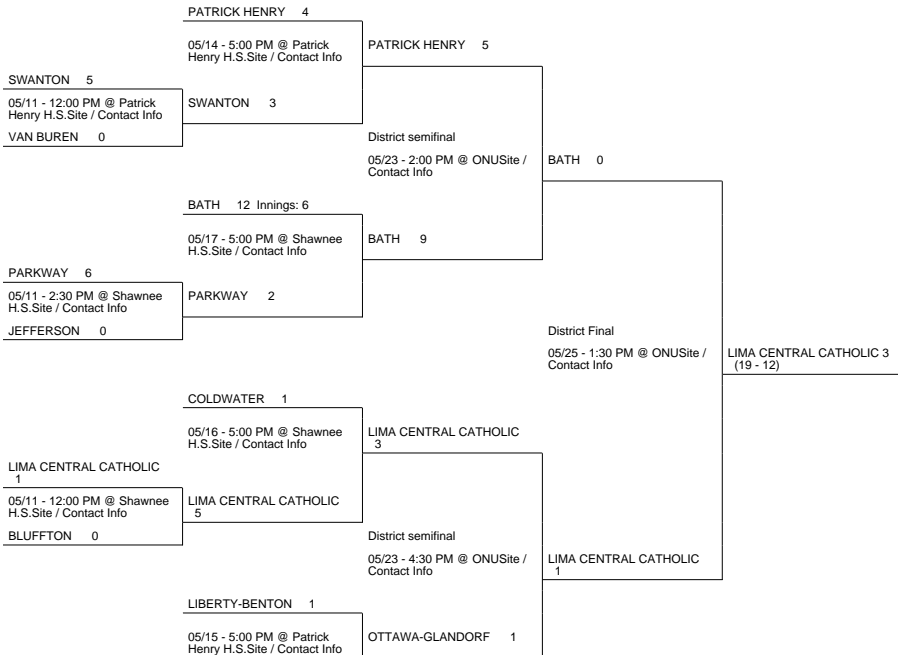 PATRICK HENRY 4
05/14 - 5:00 PM @ Patrick
Henry H.S.Site / Contact Info
PATRICK HENRY 5
SWANTON 5
05/11 - 12:00 PM @ Patrick
Henry H.S.Site / Contact Info
SWANTON 3
VAN BUREN 0
District semifinal
05/23 - 2:00 PM @ ONUSite /
Contact Info
BATH 0
BATH 12 Innings: 6
05/17 - 5:00 PM @ Shawnee
H.S.Site / Contact Info
BATH 9
PARKWAY 6
05/11 - 2:30 PM @ Shawnee
H.S.Site / Contact Info
PARKWAY 2
JEFFERSON 0
District Final
05/25 - 1:30 PM @ ONUSite /
Contact Info
LIMA CENTRAL CATHOLIC 3
(19 - 12)
COLDWATER 1
05/16 - 5:00 PM @ Shawnee
H.S.Site / Contact Info
LIMA CENTRAL CATHOLIC
3
LIMA CENTRAL CATHOLIC
1
05/11 - 12:00 PM @ Shawnee
H.S.Site / Contact Info
LIMA CENTRAL CATHOLIC
5
BLUFFTON 0
District semifinal
05/23 - 4:30 PM @ ONUSite /
Contact Info
LIMA CENTRAL CATHOLIC
1
LIBERTY-BENTON 1
05/15 - 5:00 PM @ Patrick
Henry H.S.Site / Contact Info
OTTAWA-GLANDORF 1